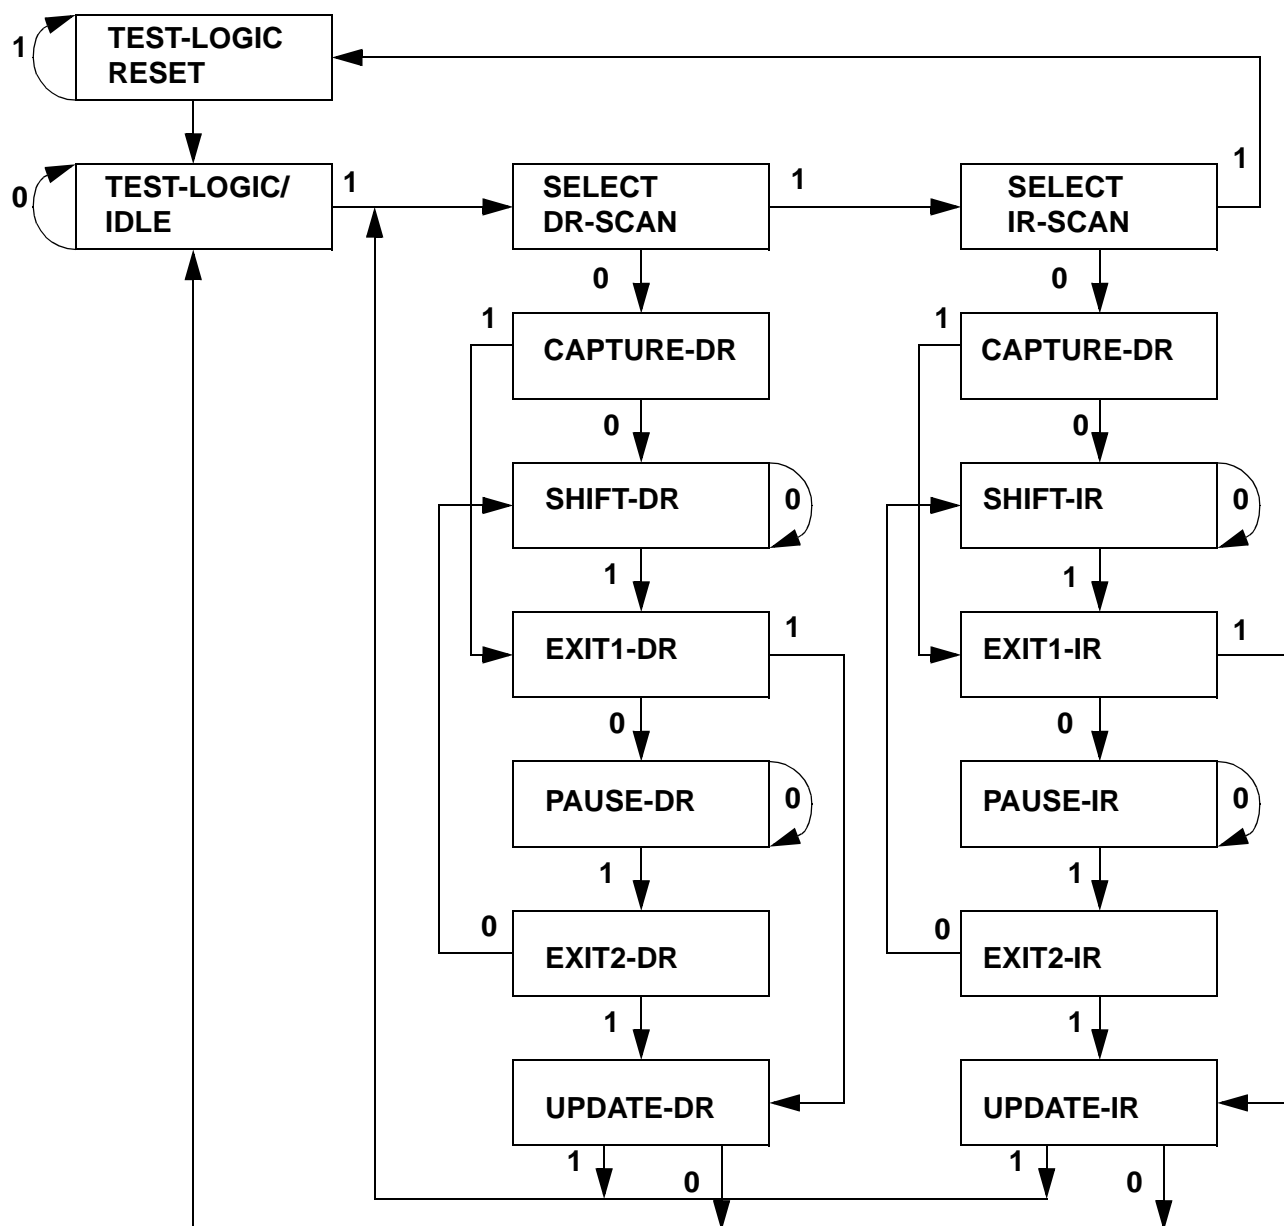 1
TEST-LOGIC
RESET
0
TEST-LOGIC/
IDLE
1
SELECT
DR-SCAN
1
SELECT
IR-SCAN
1
0
0
1
CAPTURE-DR
1
CAPTURE-DR
0
0
SHIFT-DR
0
SHIFT-IR
0
1
1
EXIT1-DR
1
EXIT1-IR
1
0
0
PAUSE-DR
0
PAUSE-IR
0
1
1
0
EXIT2-DR
0
EXIT2-IR
1
1
UPDATE-DR
UPDATE-IR
1
0
1
0